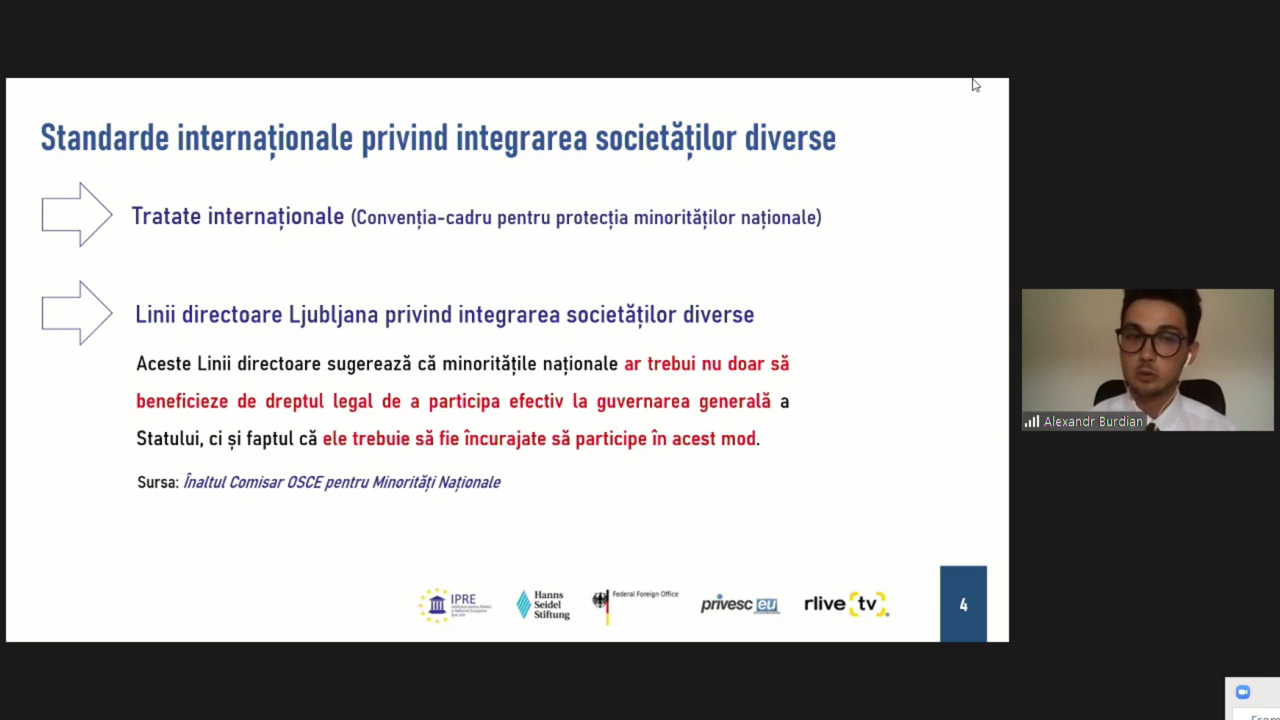 Standarde internaționale privind integrarea societăților diverse
Tratate internaționale (Convenția-cadru pentru protecția minorităților naționale)
Linii directoare Ljubljana privind integrarea societăților diverse
Aceste Linii directoare sugerează că minoritățile naționale ar trebui nu doar să
beneficieze de dreptul legal de a participa efectiv la guvernarea generală a
Statului, ci și faptul că ele trebuie să fie încurajate să participe în acest mod.
Sursa: Înaltul Comisar OSCE pentru Minorități Naționale
Alexandr Burdian
IPRE
Hanns
Seidel
Stiftung
Federal Foreign Office
privesc.eu
rlive tv
4